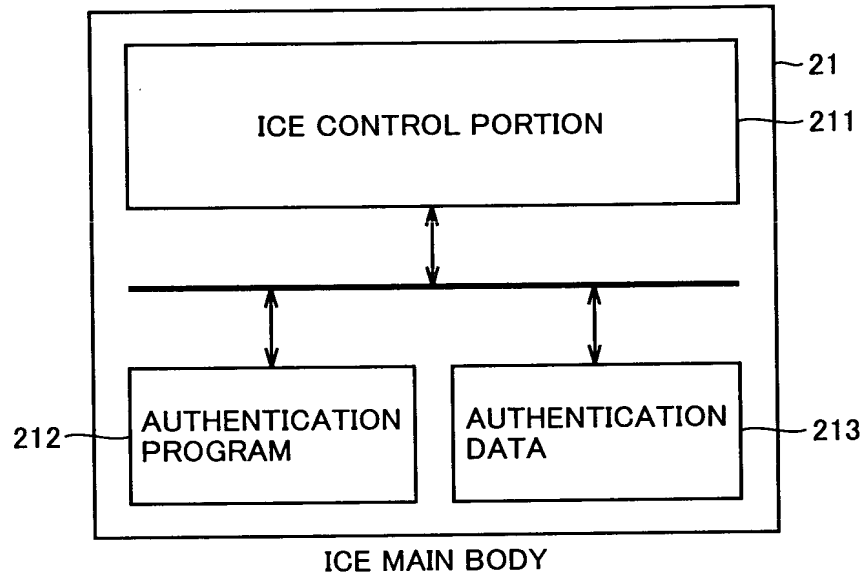 21
ICE CONTROL PORTION
211
AUTHENTICATION
PROGRAM
212
AUTHENTICATION
DATA
213
ICE MAIN BODY